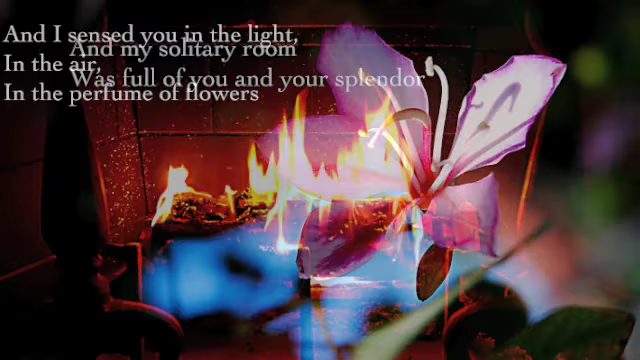 And I sensed you in the light,
In the air,
In the perfume of flowers
And my solitary room
Was full of you and your splendor